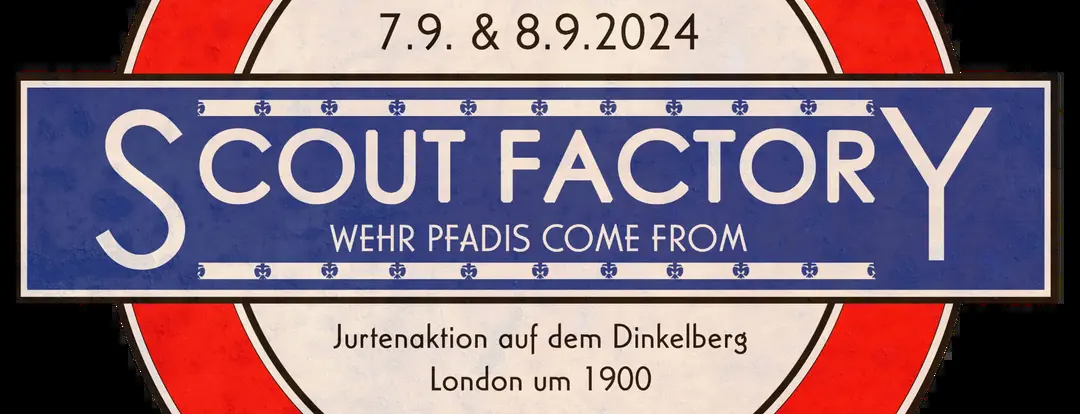 7.9. & 8.9.2024
SCOUT FACTORY
WEHR PFADIS COME FROM
Jurtenaktion auf dem Dinkelberg
London um 1900